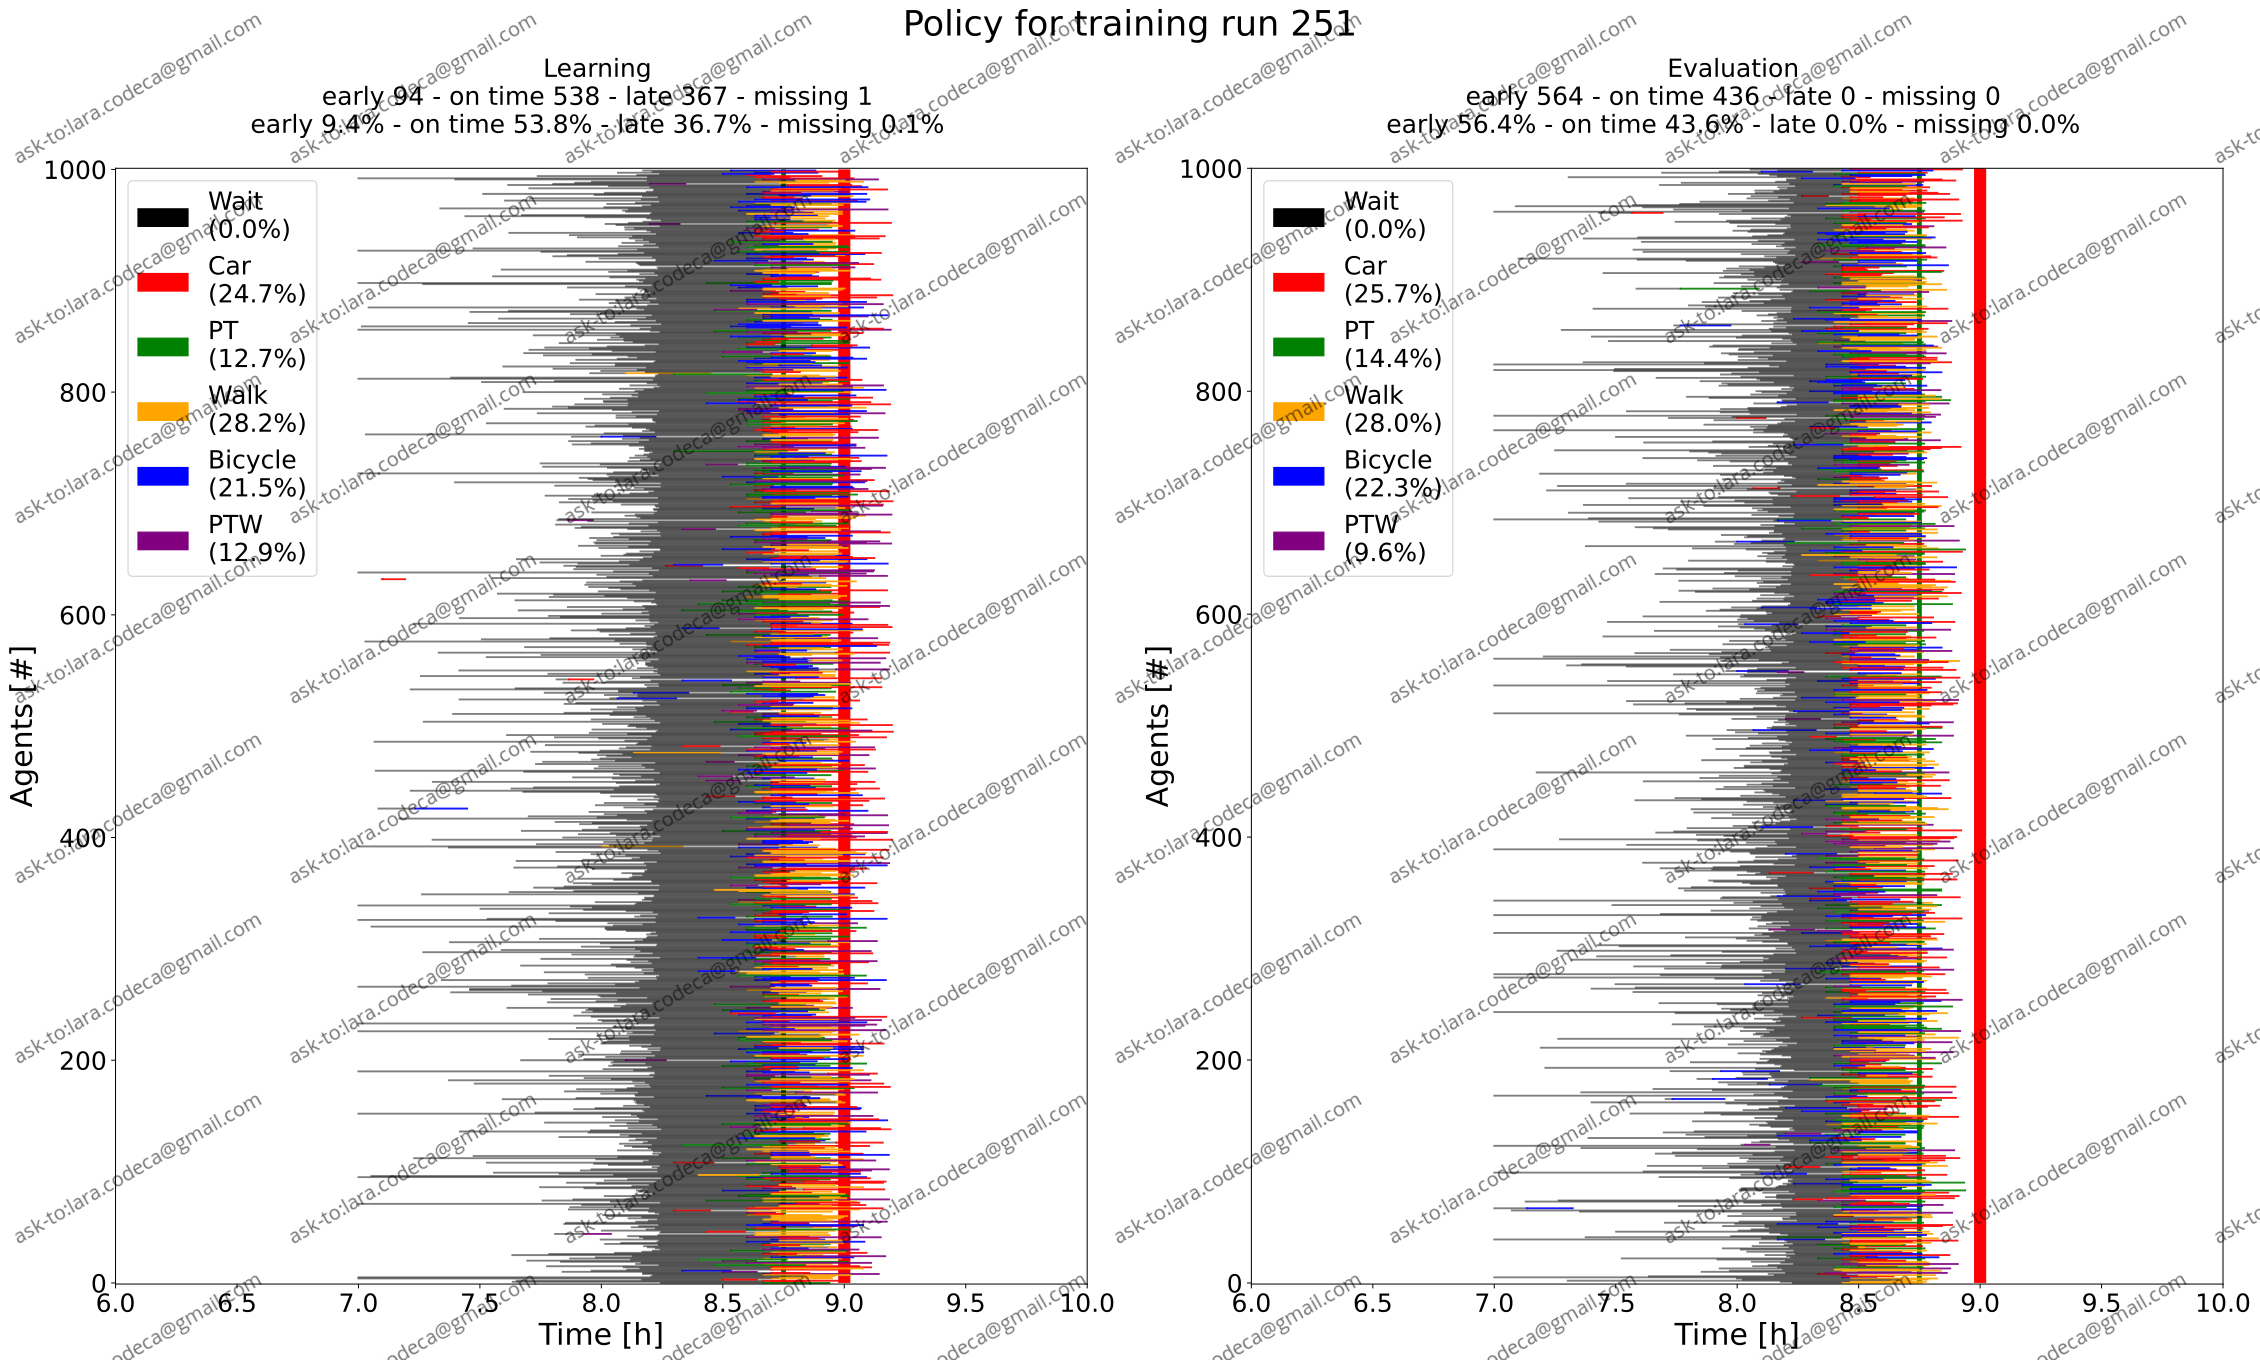 Policy for training run 251
Learning
early 94 - on time 538 - late 367 - missing 1
early 9.4% - on time 53.8% - late 36.7% - missing 0.1%
Wait
(0.0%)
Car
(24.7%)
PT
(12.7%)
Walk
(28.2%)
Bicycle
(21.5%)
PTW
(12.9%)
Agents [#]
1000
800
600
400
200
0
6.0 6.5 7.0 7.5 8.0 8.5 9.0 9.5 10.0
Time [h]
Evaluation
early 564 - on time 436 - late 0 - missing 0
early 56.4% - on time 43.6% - late 0.0% - missing 0.0%
Wait
(0.0%)
Car
(25.7%)
PT
(14.4%)
Walk
(28.0%)
Bicycle
(22.3%)
PTW
(9.6%)
Agents [#]
1000
800
600
400
200
0
6.0 6.5 7.0 7.5 8.0 8.5 9.0 9.5 10.0
Time [h]
ask-to:lara.codeca@gmail.com